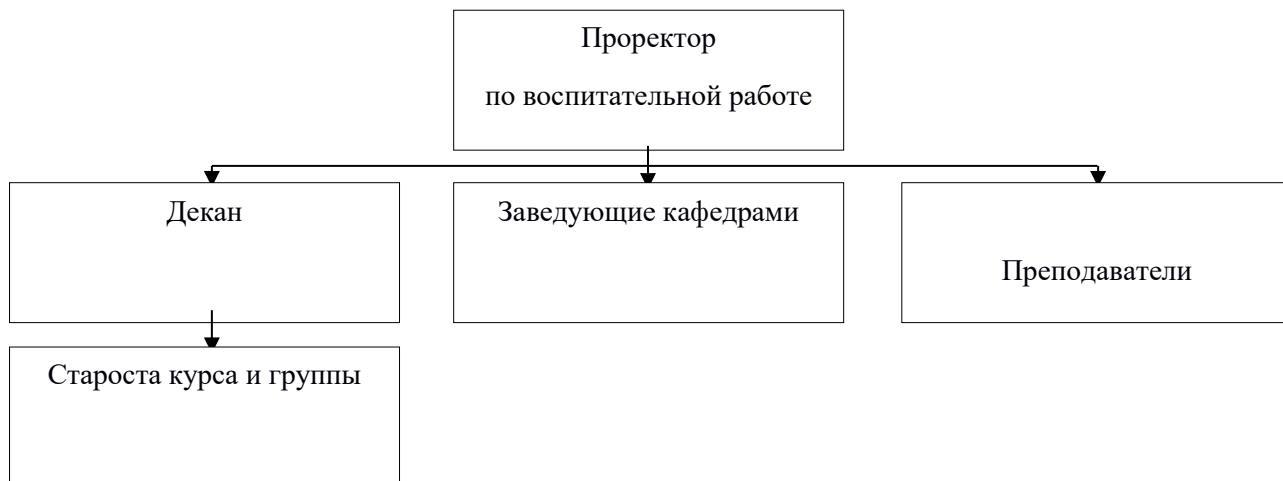 Проректор
по воспитательной работе
Декан
Заведующие кафедрами
Преподаватели
Староста курса и группы